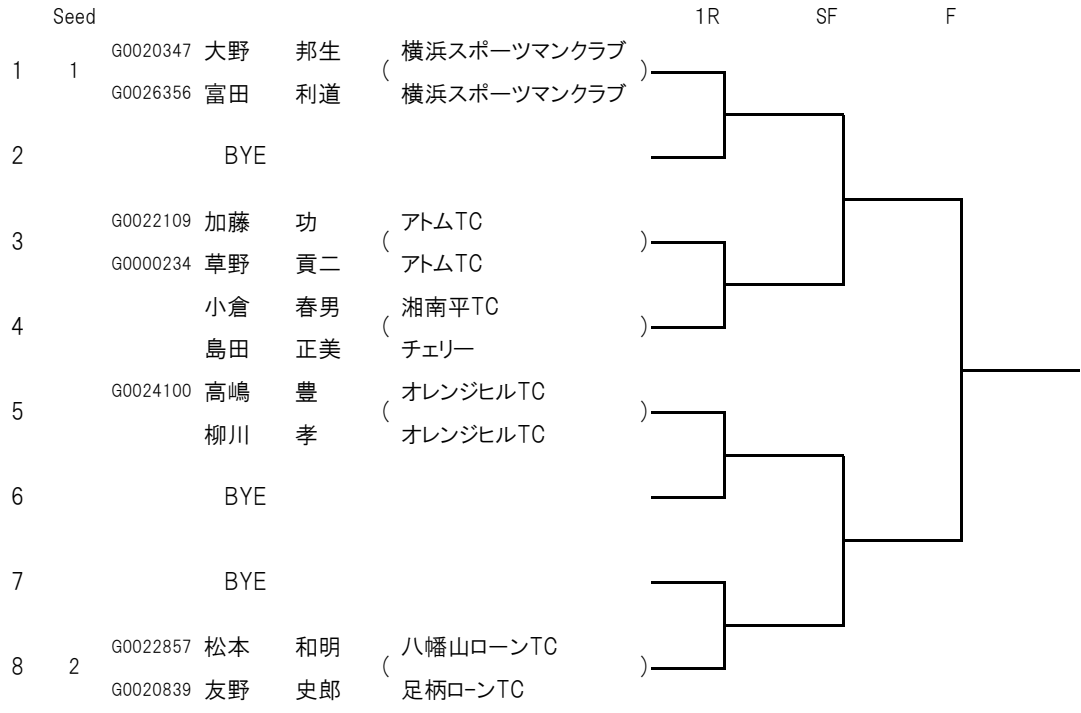 Seed 1R SF F
G0020347 大野 邦生 横浜スポーツマンクラブ
1 1 ( )
G0026356 富田 利道 横浜スポーツマンクラブ
2 BYE
G0022109 加藤 功 アトムTC
3 ( )
G0000234 草野 貢二 アトムTC
小倉 春男 湘南平TC
4 ( )
島田 正美 チェリー
G0024100 高嶋 豊 オレンジヒルTC
5 ( )
柳川 孝 オレンジヒルTC
6 BYE
7 BYE
G0022857 松本 和明 八幡山ローンTC
8 2 ( )
G0020839 友野 史郎 足柄ローンTC